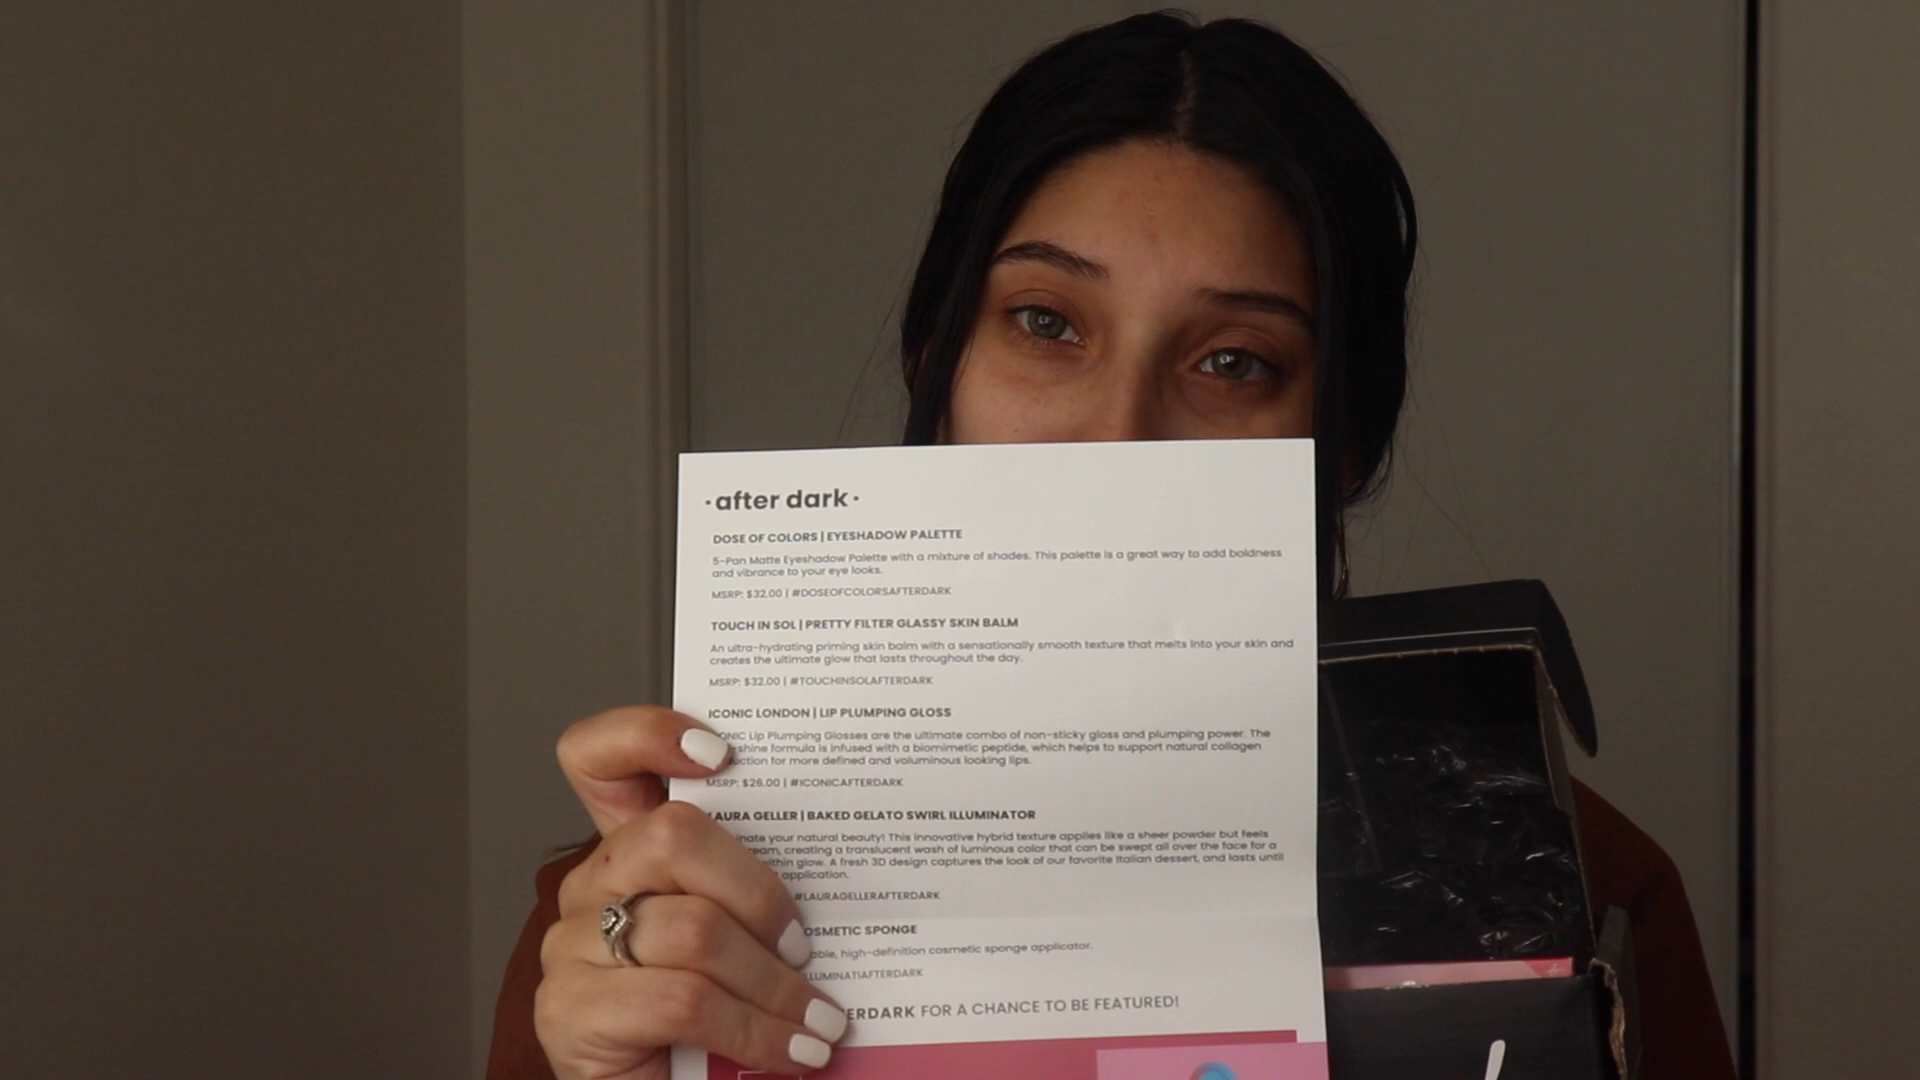 · after dark ·
DOSE OF COLORS | EYESHADOW PALETTE
5-Pan Matte Eyeshadow Palette with a mixture of shades. This palette is a great way to add boldness
and vibrance to your eye looks.
MSRP: $32.00 | #DOSEOFCOLORSAFTERDARK
TOUCH IN SOL | PRETTY FILTER GLASSY SKIN BALM
An ultra-hydrating priming skin balm with a sensationally smooth texture that melts into your skin and
creates the ultimate glow that lasts throughout the day.
MSRP: $32.00 | #TOUCHINSOLAFTERDARK
ICONIC LONDON | LIP PLUMPING GLOSS
ONIC Lip Plumping Glosses are the ultimate combo of non-sticky gloss and plumping power. The
-shine formula is infused with a biomimetic peptide, which helps to support natural collagen
uction for more defined and voluminous looking lips.
MSRP: $26.00 | #ICONICAFTERDARK
LAURA GELLER | BAKED GELATO SWIRL ILLUMINATOR
inate your natural beauty! This innovative hybrid texture applies like a sheer powder but feels
eam, creating a translucent wash of luminous color that can be swept all over the face for a
ithin glow. A fresh 3D design captures the look of our favorite Italian dessert, and lasts until
application.
#LAURAGELLERAFTERDARK
OSMETIC SPONGE
able, high-definition cosmetic sponge applicator.
LUMINATIAFTERDARK
ERDARK FOR A CHANCE TO BE FEATURED!